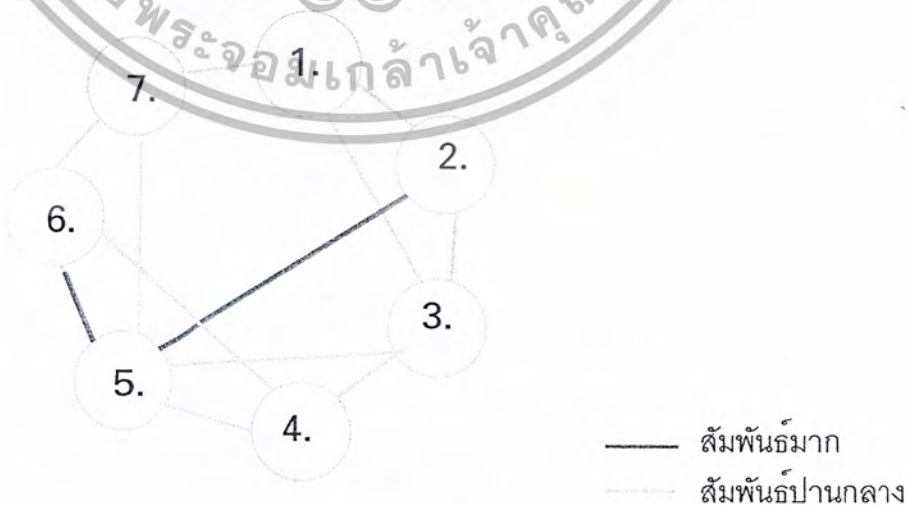 พระจอมเกล้าเจ้าคุณ
1.
7.
2.
6.
3.
5.
4.
สัมพันธ์มาก
สัมพันธ์ปานกลาง